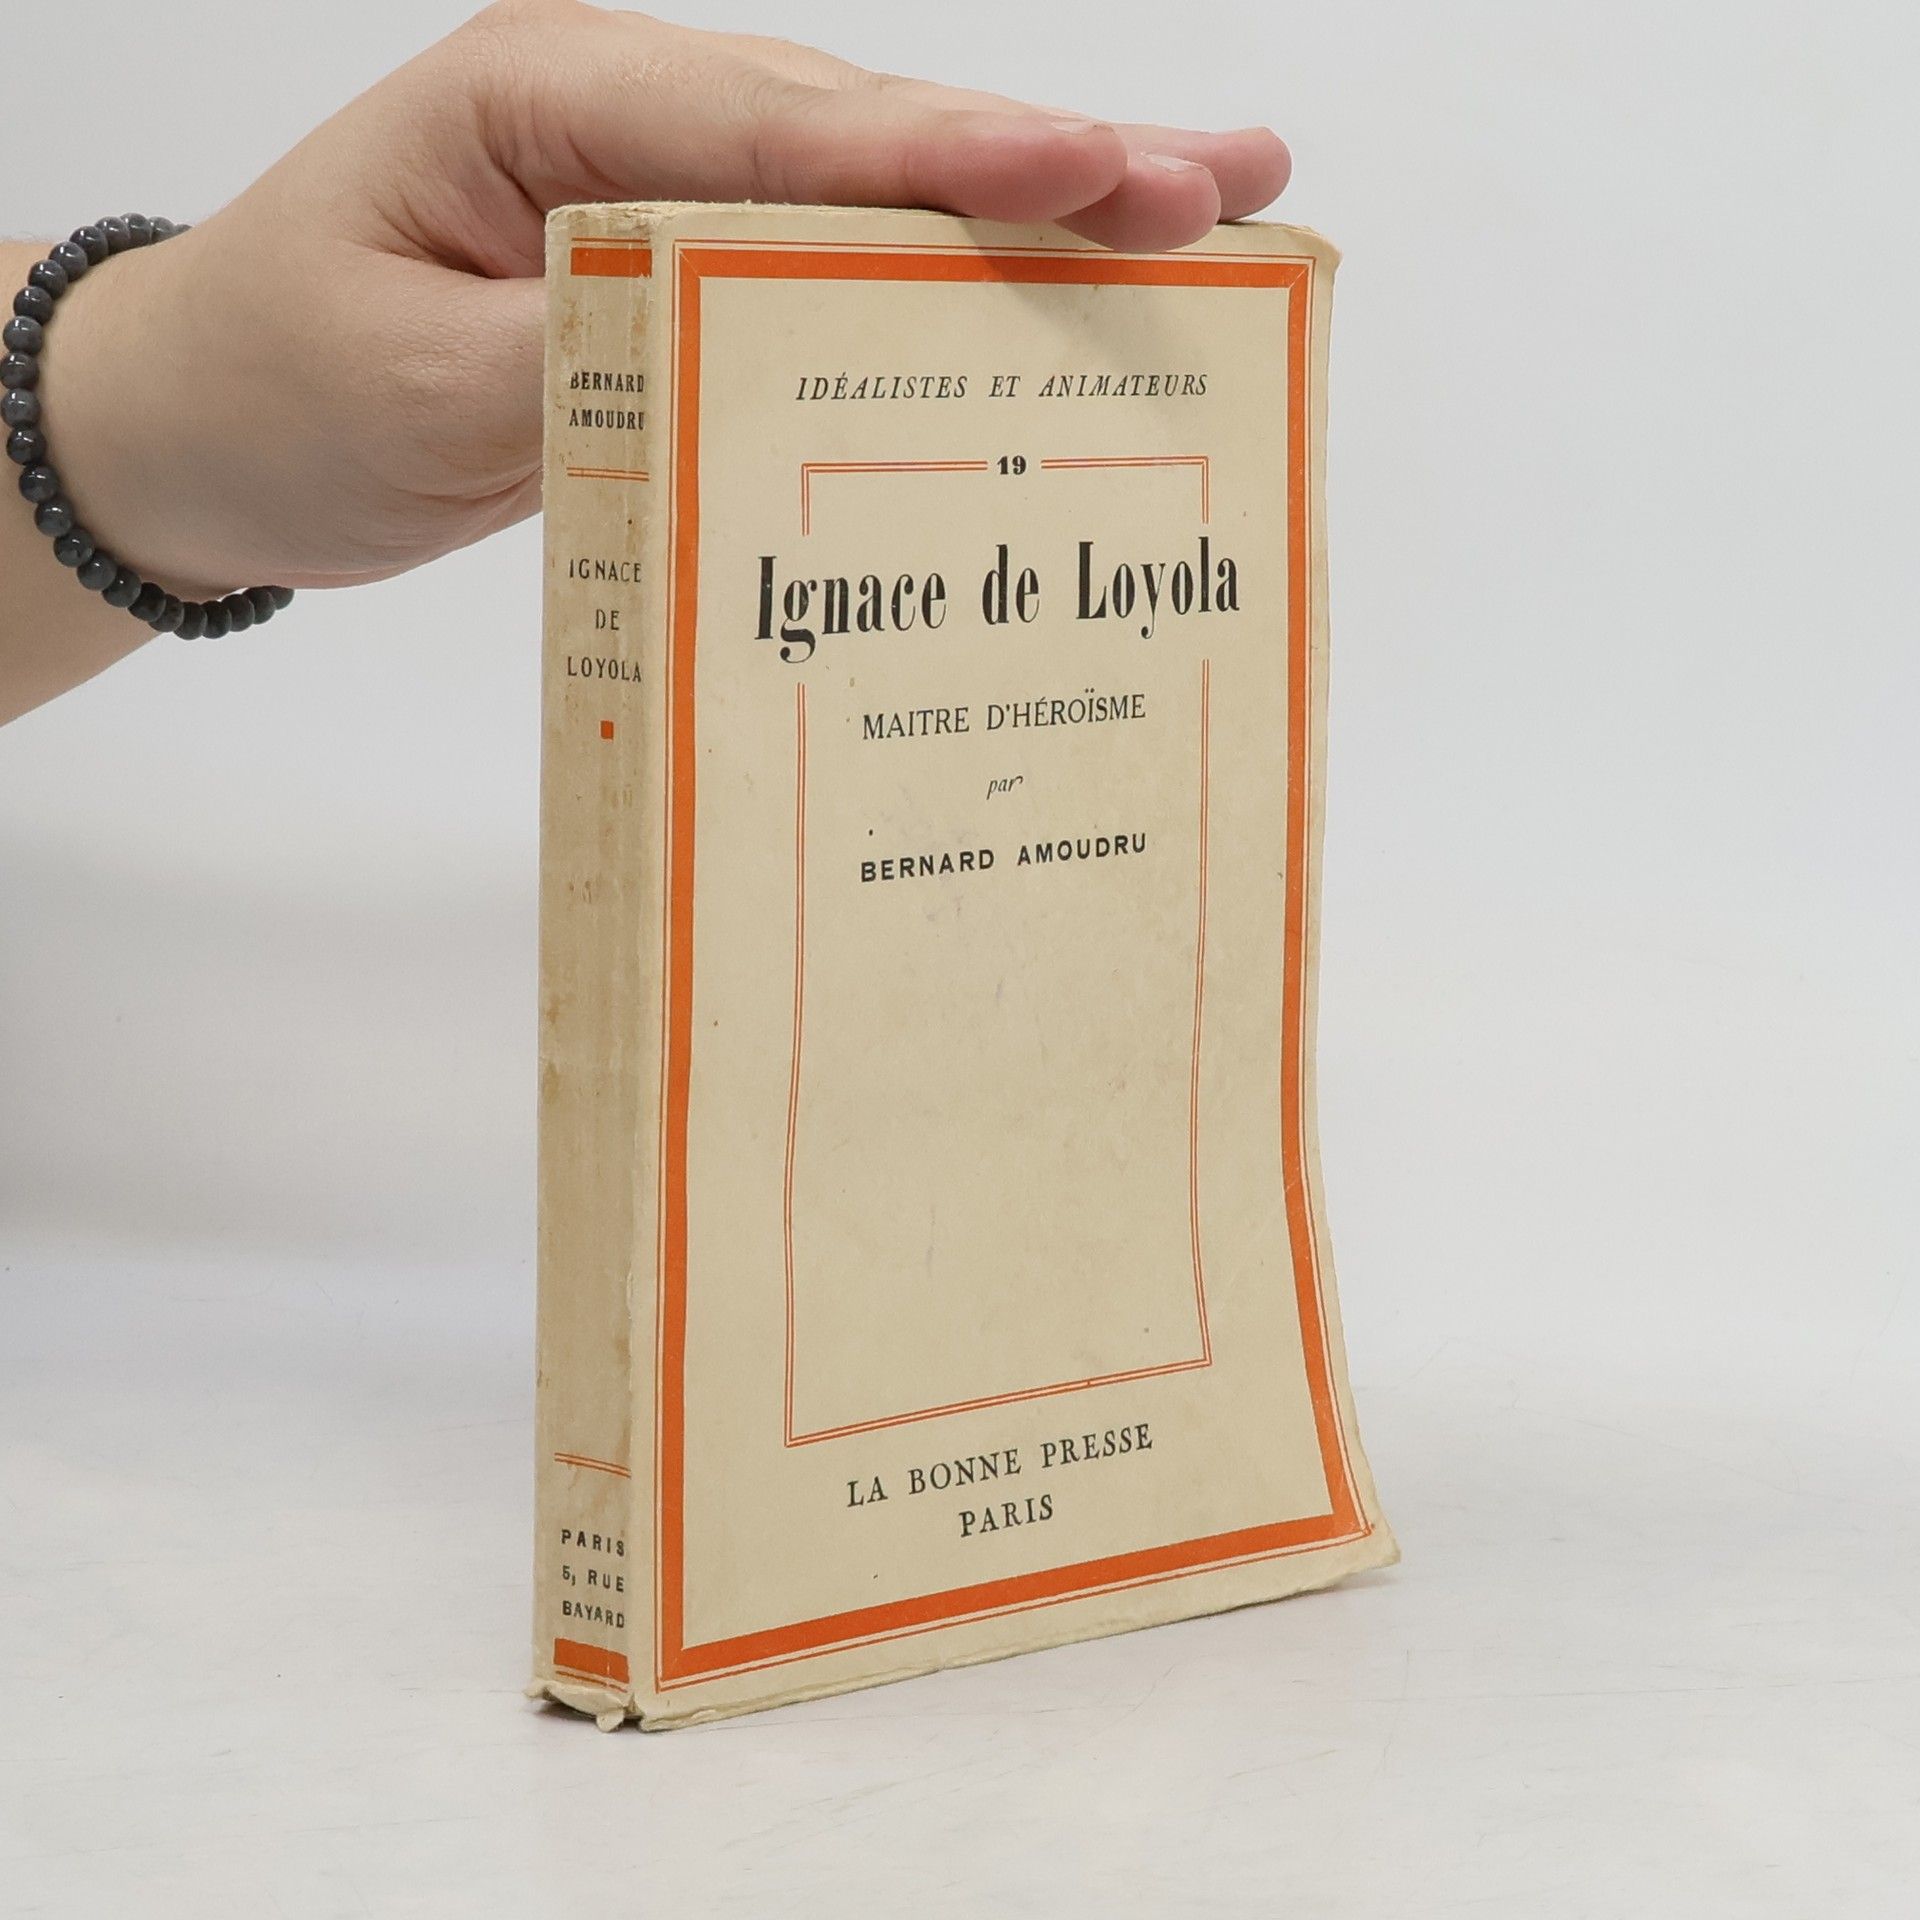 BERNARD
AMOUDRU
IGNACE
DE
LOYOLA
PARIS
5, RUE
BAYARD
IDÉALISTES ET ANIMATEURS
19
Ignace de Loyola
MAITRE D'HÉROÏSME
par
BERNARD AMOUDRU
LA BONNE PRESSE
PARIS